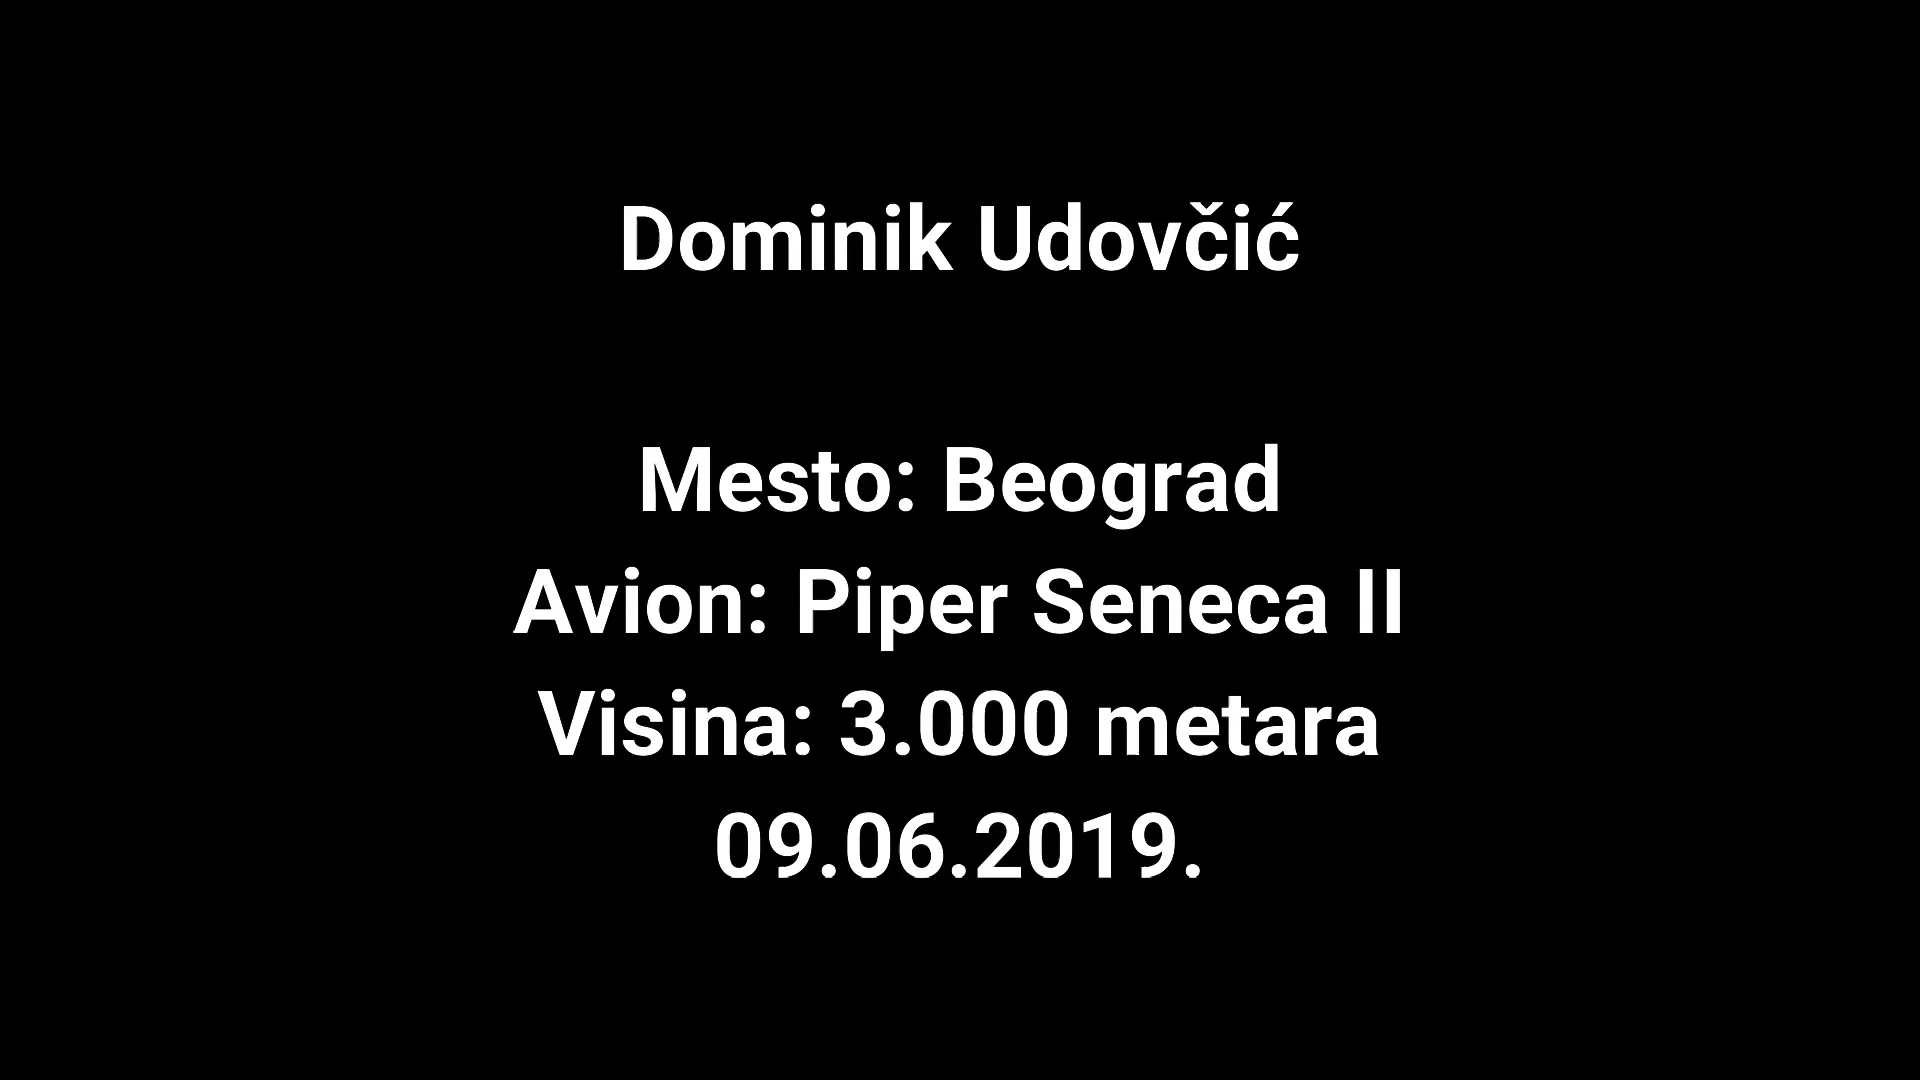 Dominik Udovčić
Mesto: Beograd
Avion: Piper Seneca II
Visina: 3.000 metara
09.06.2019.